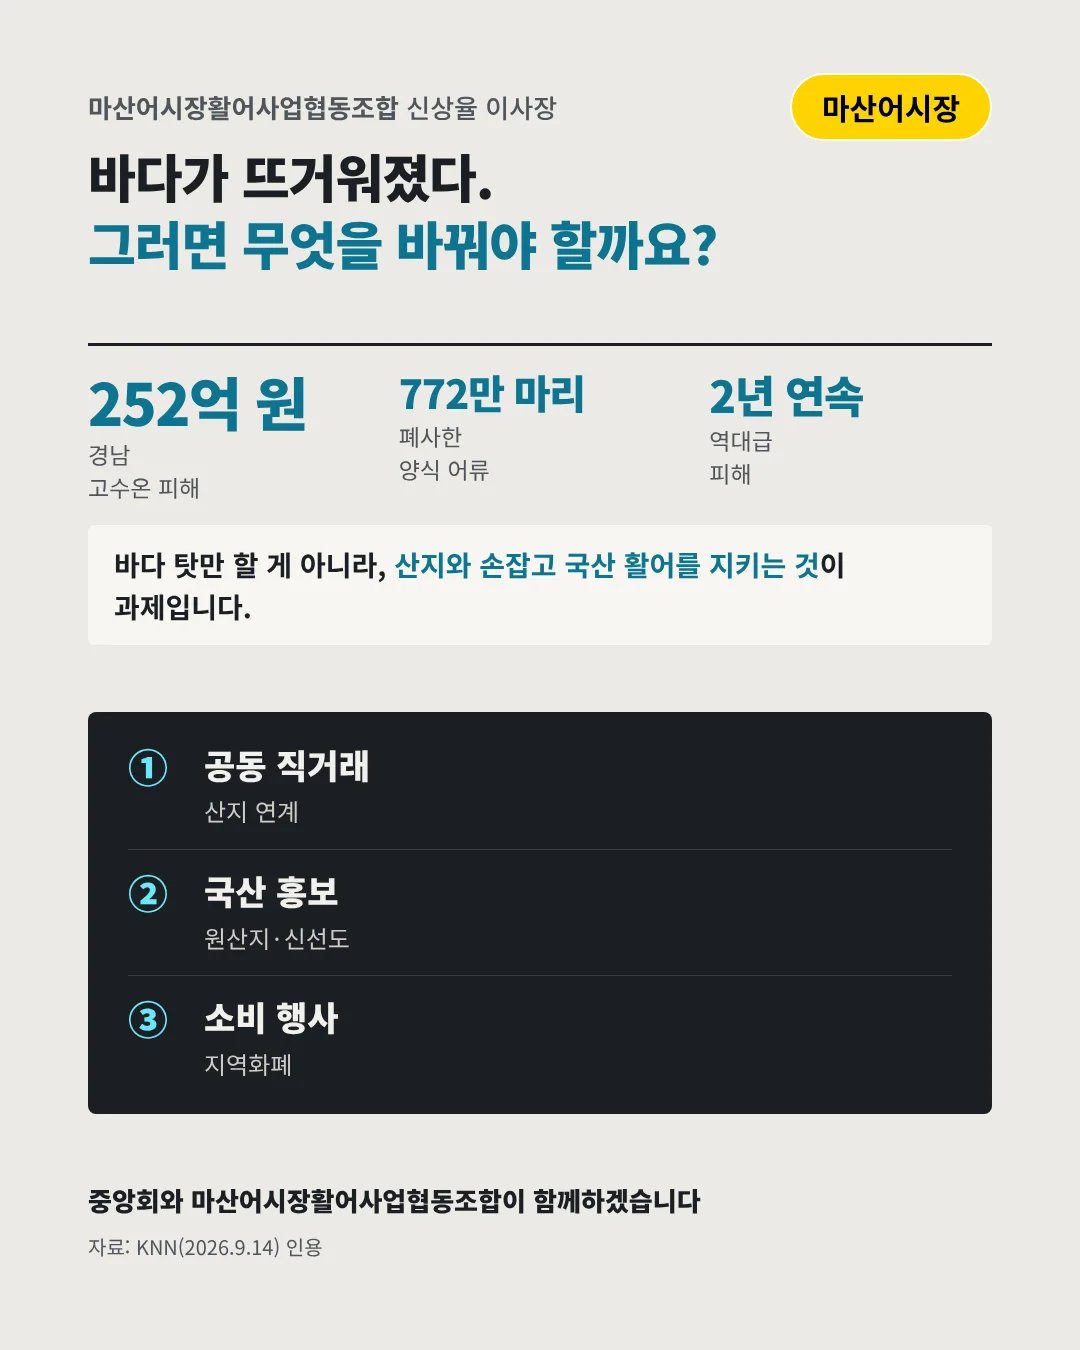 마산어시장활어사업협동조합 신상율 이사장
마산어시장
바다가 뜨거워졌다.
그러면 무엇을 바꿔야 할까요?
252억 원
경남
고수온 피해
772만 마리
폐사한
양식 어류
2년 연속
역대급
피해
바다 탓만 할 게 아니라, 산지와 손잡고 국산 활어를 지키는 것이
과제입니다.
① 공동 직거래
산지 연계
② 국산 홍보
원산지·신선도
③ 소비 행사
지역화폐
중앙회와 마산어시장활어사업협동조합이 함께하겠습니다
자료: KNN(2026.9.14) 인용